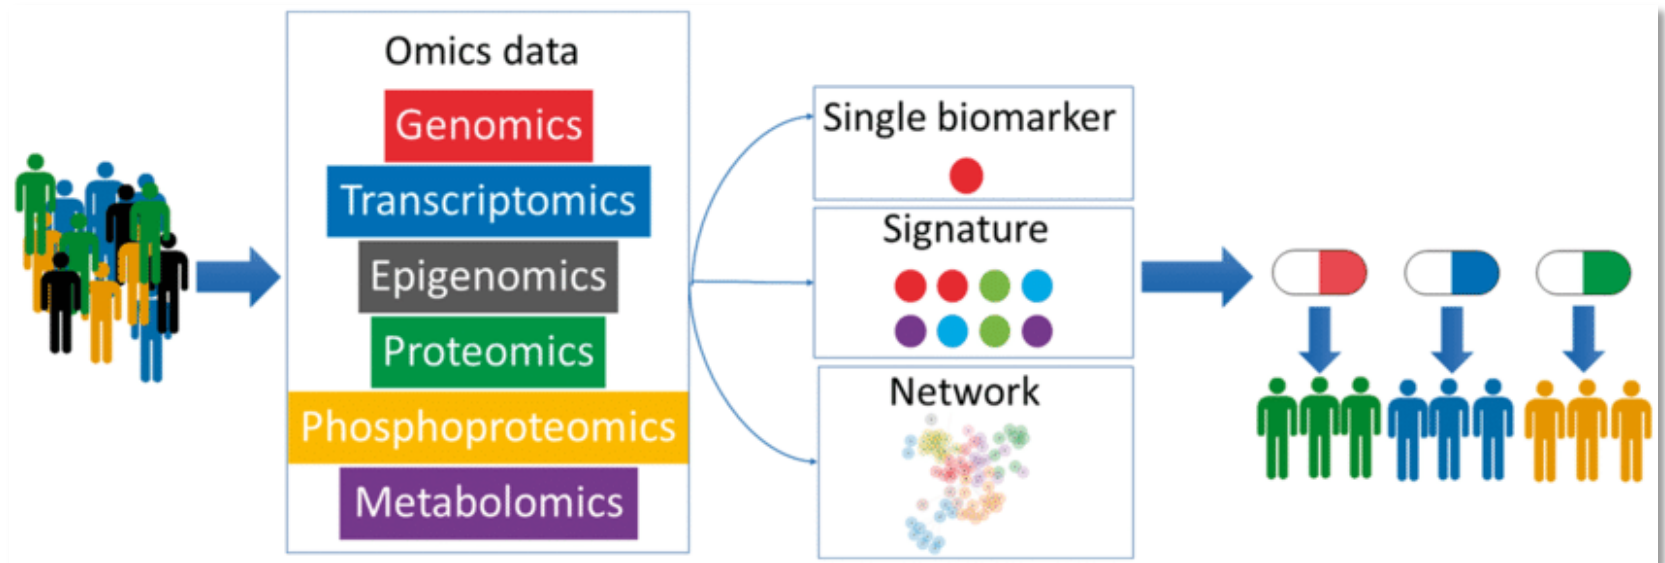 Omics data
Genomics
Transcriptomics
Epigenomics
Proteomics
Phosphoproteomics
Metabolomics
Single biomarker
Signature
Network